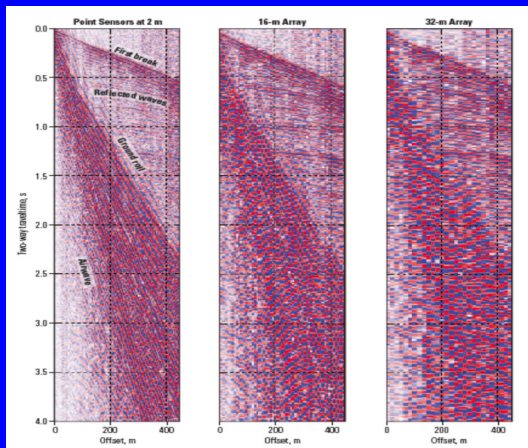 Point Sensors at 2 m
16-m Array
32-m Array
0.0
0.5
1.0
1.5
2.0
2.5
3.0
3.5
4.0
Two-way traveltime, s
First break
Reflected waves
Ground roll
Airwave
0 200 400
Offset, m
0 200 400
Offset, m
0 200 400
Offset, m